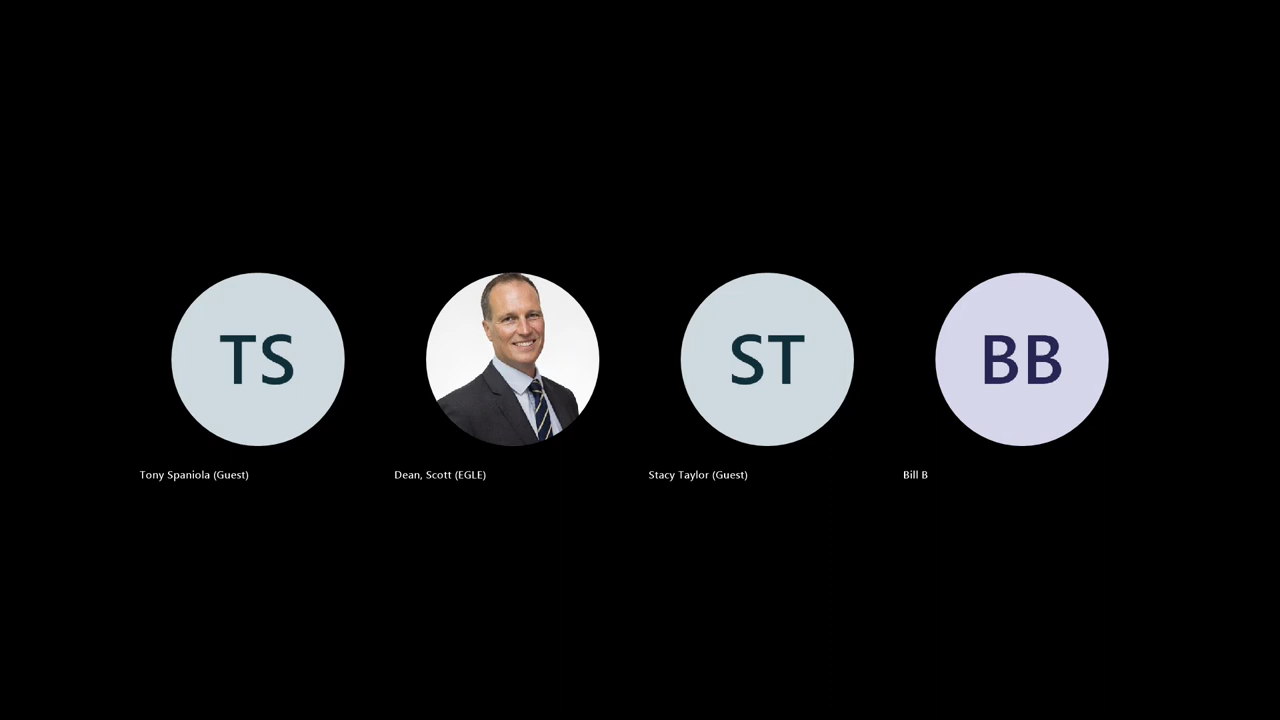 TS
ST
BB
Tony Spaniola (Guest)
Dean, Scott (EGLE)
Stacy Taylor (Guest)
Bill B